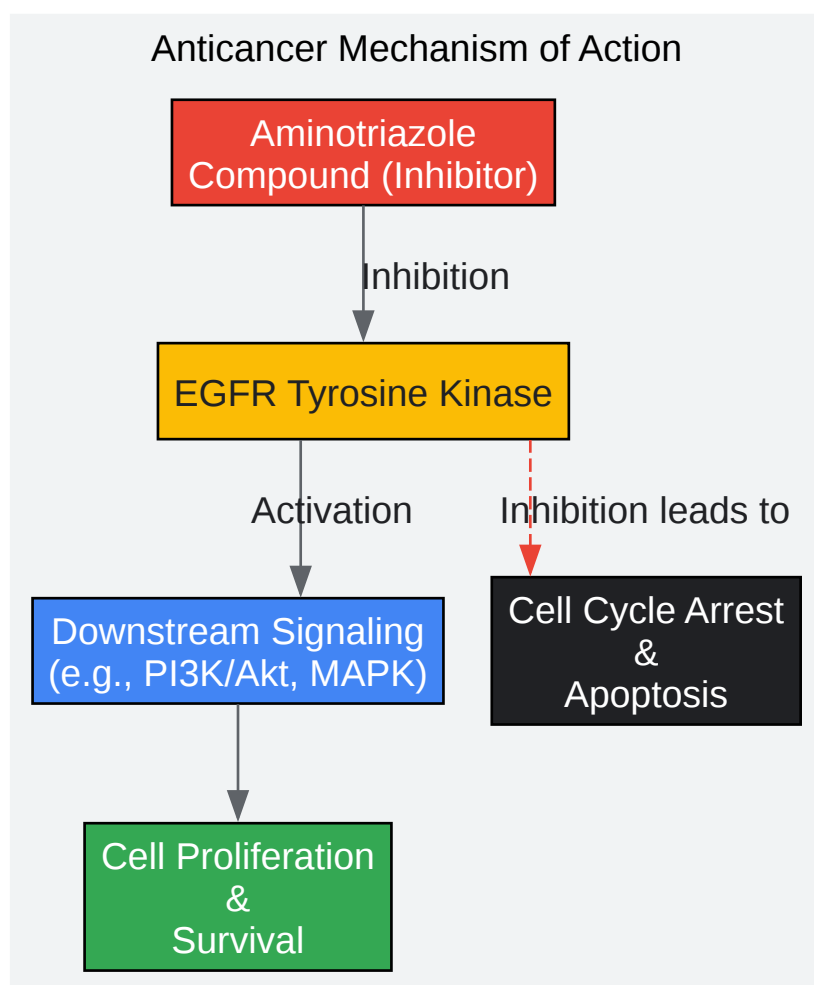 Anticancer Mechanism of Action
Aminotriazole
Compound (Inhibitor)
Inhibition
EGFR Tyrosine Kinase
Activation
Inhibition leads to
Downstream Signaling
(e.g., PI3K/Akt, MAPK)
Cell Cycle Arrest
&
Apoptosis
Cell Proliferation
&
Survival